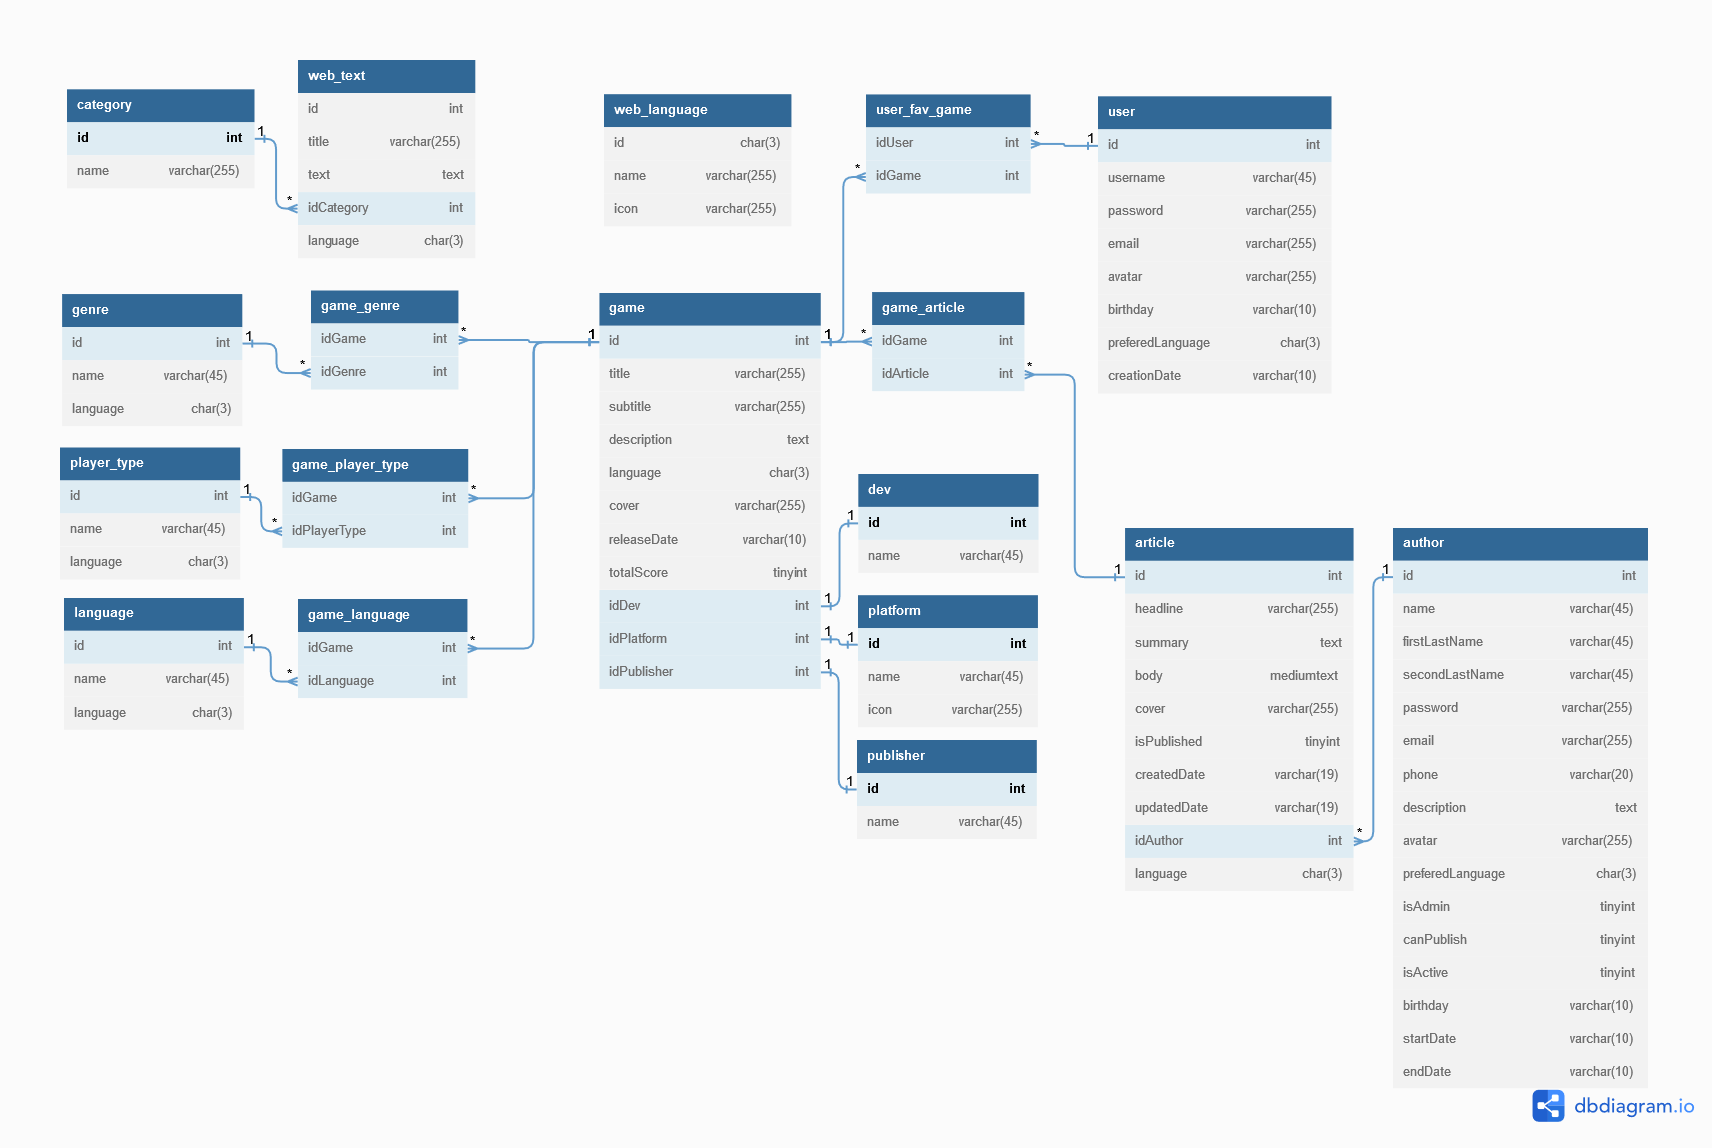 category
id int
name varchar(255)
1
*
web_text
id int
title varchar(255)
text text
idCategory int
language char(3)
web_language
id char(3)
name varchar(255)
icon varchar(255)
user_fav_game
idUser int
idGame int
*
*
1
user
id int
username varchar(45)
password varchar(255)
email varchar(255)
avatar varchar(255)
birthday varchar(10)
preferedLanguage char(3)
creationDate varchar(10)
genre
id int
name varchar(45)
language char(3)
1
*
game_genre
idGame int
idGenre int
*
1
game
id int
title varchar(255)
subtitle varchar(255)
description text
language char(3)
cover varchar(255)
releaseDate varchar(10)
totalScore tinyint
idDev int
idPlatform int
idPublisher int
1
*
game_article
idGame int
idArticle int
*
player_type
id int
name varchar(45)
language char(3)
1
*
game_player_type
idGame int
idPlayerType int
*
language
id int
name varchar(45)
language char(3)
1
*
game_language
idGame int
idLanguage int
*
1
1
dev
id int
name varchar(45)
1
1
platform
id int
name varchar(45)
icon varchar(255)
1
1
publisher
id int
name varchar(45)
1
article
id int
headline varchar(255)
summary text
body mediumtext
cover varchar(255)
isPublished tinyint
createdDate varchar(19)
updatedDate varchar(19)
idAuthor int
language char(3)
*
1
author
id int
name varchar(45)
firstLastName varchar(45)
secondLastName varchar(45)
password varchar(255)
email varchar(255)
phone varchar(20)
description text
avatar varchar(255)
preferedLanguage char(3)
isAdmin tinyint
canPublish tinyint
isActive tinyint
birthday varchar(10)
startDate varchar(10)
endDate varchar(10)
dbdiagram.io